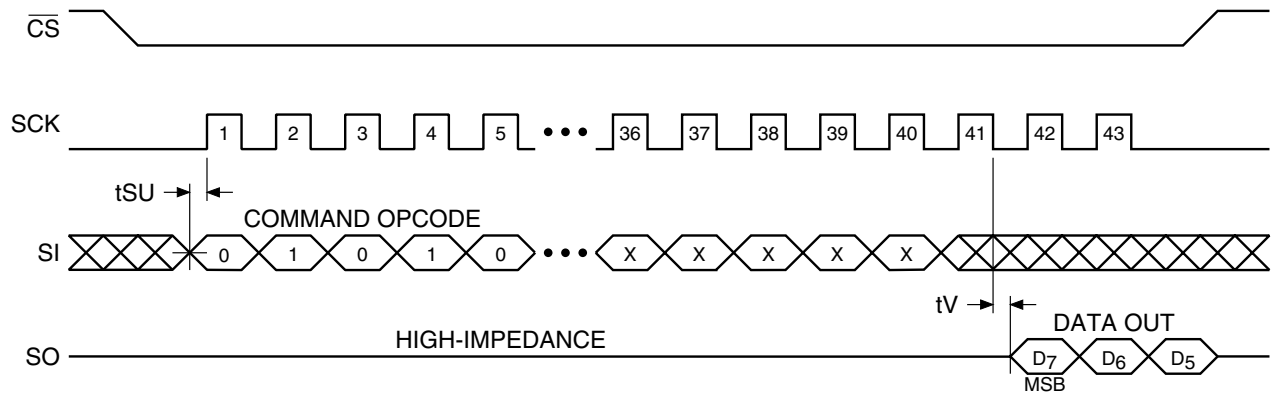 CS
SCK
1 2 3 4 5 ••• 36 37 38 39 40 41 42 43
tSU
COMMAND OPCODE
SI
0 1 0 1 0 ••• X X X X X
tV
HIGH-IMPEDANCE
DATA OUT
SO
D7 D6 D5
MSB